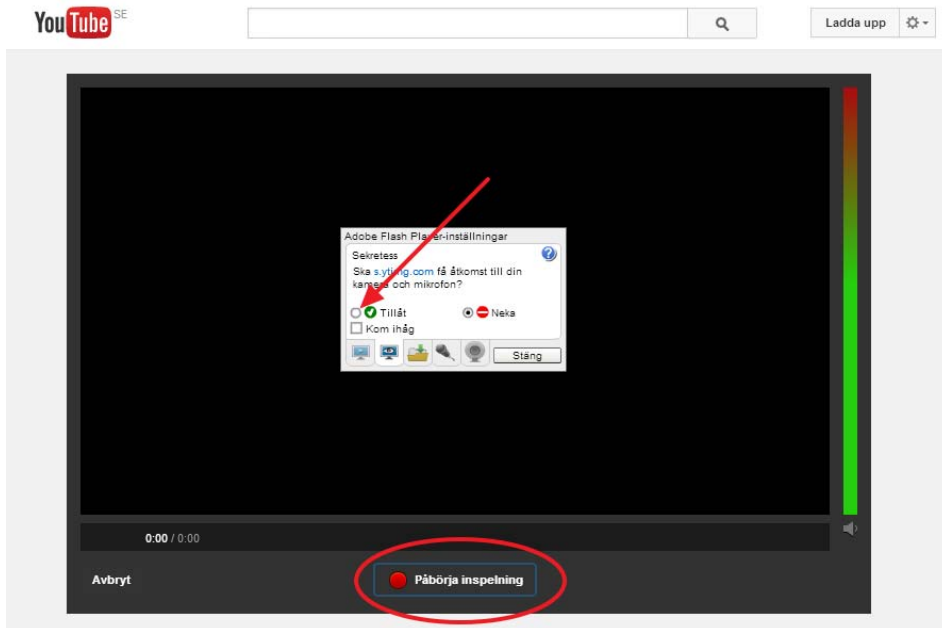 YouTube SE
Ladda upp
Adobe Flash Player-inställningar
Sekretess
Ska s.ytimg.com få åtkomst till din
kamera och mikrofon?
Tillåt Neka
Kom ihåg
Stäng
0:00 / 0:00
Avbryt Påbörja inspelning